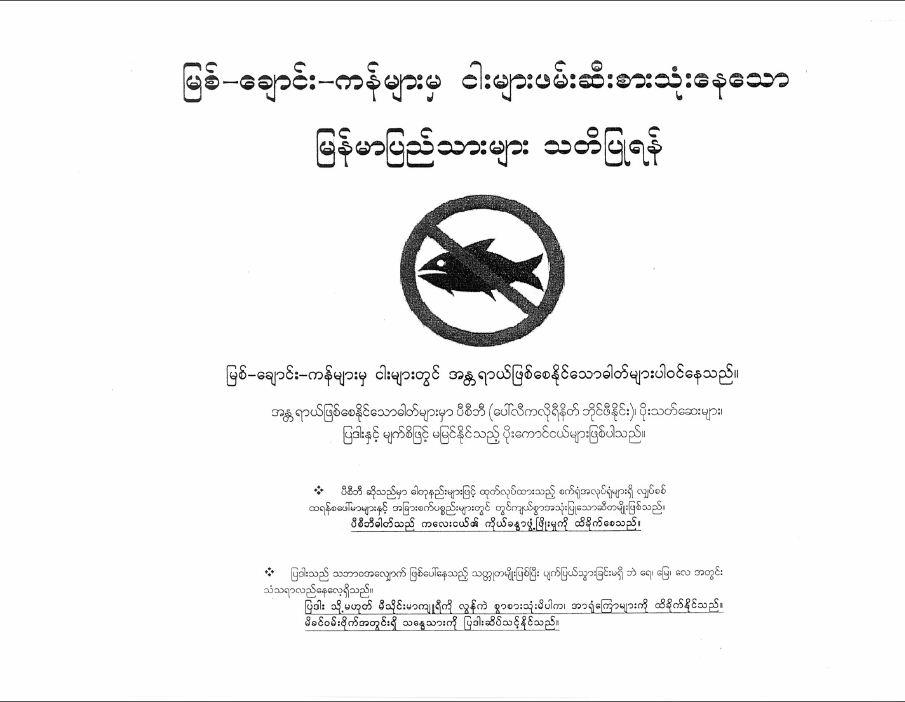 မြစ်-ချောင်း-ကန်များမှ ငါးများဖမ်းဆီးစားသုံးနေသော
မြန်မာပြည်သားများ သတိပြုရန်
မြစ်-ချောင်း-ကန်များမှ ငါးများတွင် အန္တရာယ်ဖြစ်စေနိုင်သောဓါတ်များပါဝင်နေသည်။
အန္တရာယ်ဖြစ်စေနိုင်သောဓါတ်များမှာ ပီစီဘီ (ပေါ်လီကလိုရီနိတ် ဘိုင်ဖီနိုင်း)၊ ပိုးသတ်ဆေးများ၊
ပြဒါးနှင့် မျက်စိဖြင့် မမြင်နိုင်သည့် ပိုးကောင်ငယ်များဖြစ်ပါသည်။
❖ ပီစီဘီ ဆိုသည်မှာ ဓါတုနည်းများဖြင့် ထုတ်လုပ်ထားသည့် စက်ရုံအလုပ်ရုံများရှိ လျှပ်စစ်
ထရန်စဖေါ်မာများနှင့် အခြားစက်ပစ္စည်းများတွင် တွင်ကျယ်စွာအသုံးပြုသောဆီတမျိုးဖြစ်သည်။
ပီစီဘီဓါတ်သည် ကလေးငယ်၏ ကိုယ်ခန္ဓာဖွံ့ဖြိုးမှုကို ထိခိုက်စေသည်။
❖ ပြဒါးသည် သဘာဝအလျှောက် ဖြစ်ပေါ်နေသည့် သတ္ထုတမျိုးဖြစ်ပြီး ပျက်ပြယ်သွားခြင်းမရှိ ဘဲ ရေ၊ မြေ၊ လေ အတွင်း
သံသရာလည်နေလေ့ရှိသည်။
ပြဒါး သို့မဟုတ် မီသိုင်းမာကျူရီကို လွန်ကဲ စွာစားသုံးမိပါက၊ အာရုံကြောများကို ထိခိုက်နိုင်သည်။
မိခင်ဝမ်းဗိုက်အတွင်းရှိ သန္ဓေသားကို ပြဒါးဆိပ်သင့်နိုင်သည်။